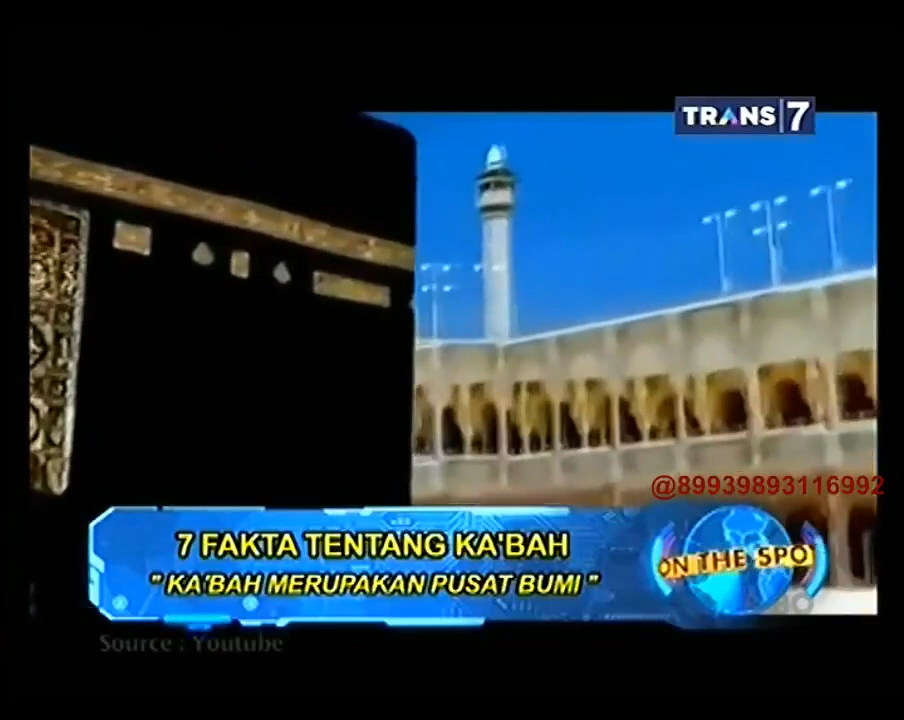 TRANS|7
@89939893116992
7 FAKTA TENTANG KA'BAH
" KA'BAH MERUPAKAN PUSAT BUMI "
ON THE SPO
Source : Youtube